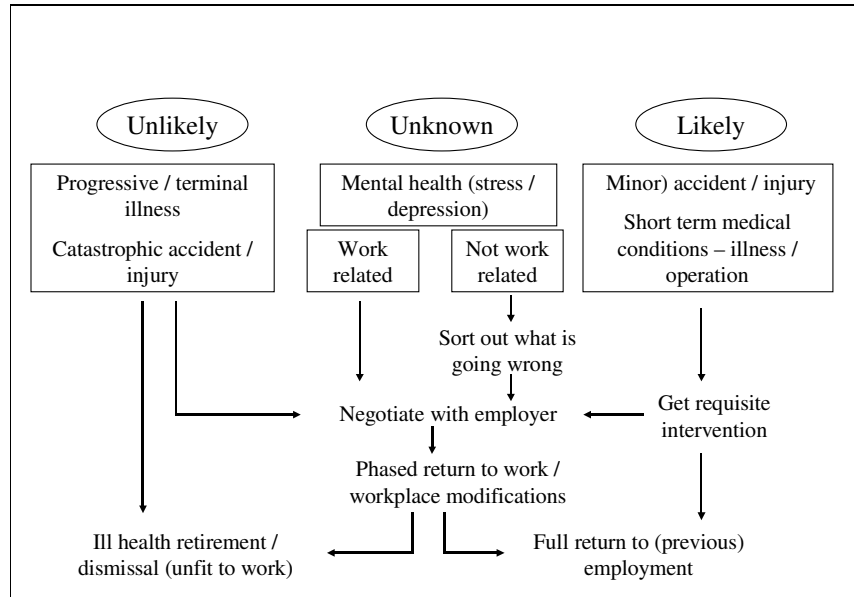 Unlikely
Unknown
Likely
Progressive / terminal
illness
Catastrophic accident /
injury
Mental health (stress /
depression)
Work
related
Not work
related
Minor) accident / injury
Short term medical
conditions – illness /
operation
Sort out what is
going wrong
Negotiate with employer
Get requisite
intervention
Phased return to work /
workplace modifications
Ill health retirement /
dismissal (unfit to work)
Full return to (previous)
employment